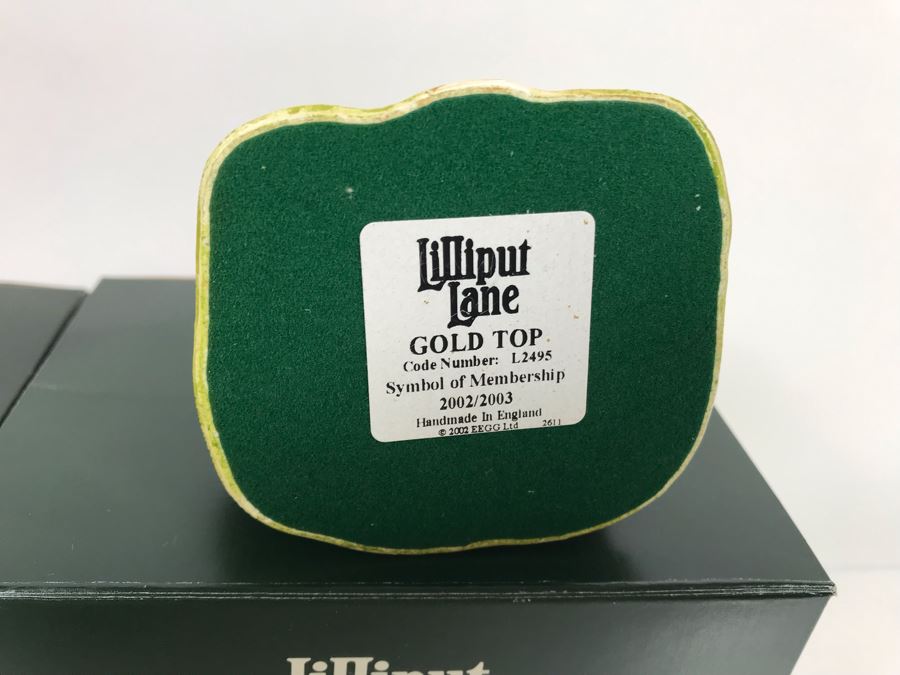 Lilliput
Lane
GOLD TOP
Code Number: L2495
Symbol of Membership
2002/2003
Handmade In England
© 2002 EEGG Ltd 2611
Lilliput